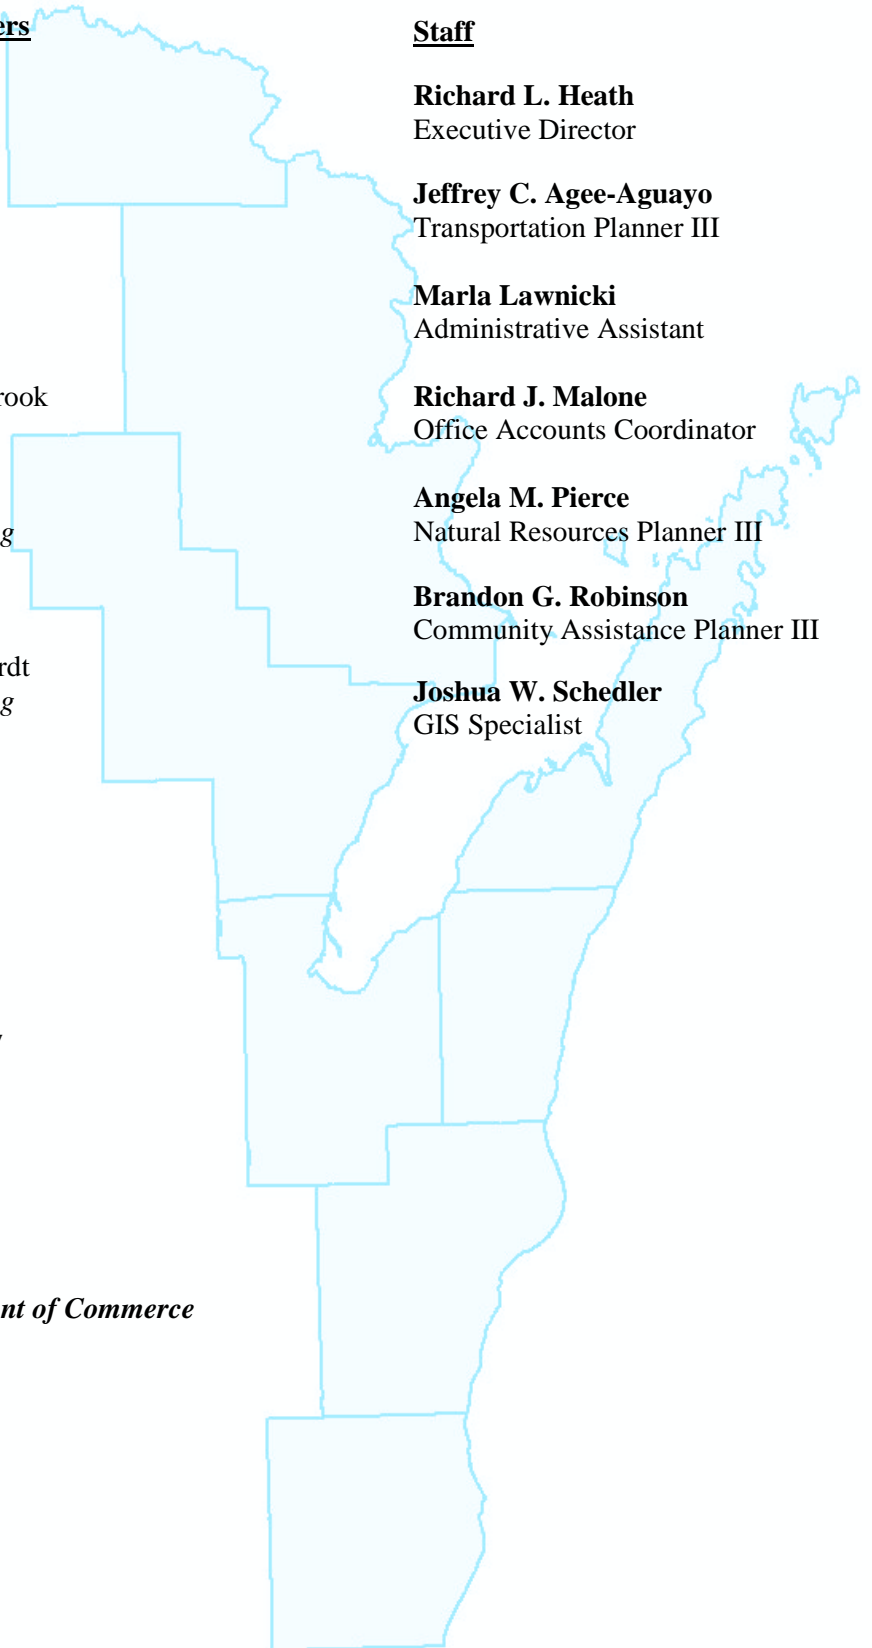 ers
rook
g
rdt
g
nt of Commerce
Staff
Richard L. Heath
Executive Director
Jeffrey C. Agee-Aguayo
Transportation Planner III
Marla Lawnicki
Administrative Assistant
Richard J. Malone
Office Accounts Coordinator
Angela M. Pierce
Natural Resources Planner III
Brandon G. Robinson
Community Assistance Planner III
Joshua W. Schedler
GIS Specialist